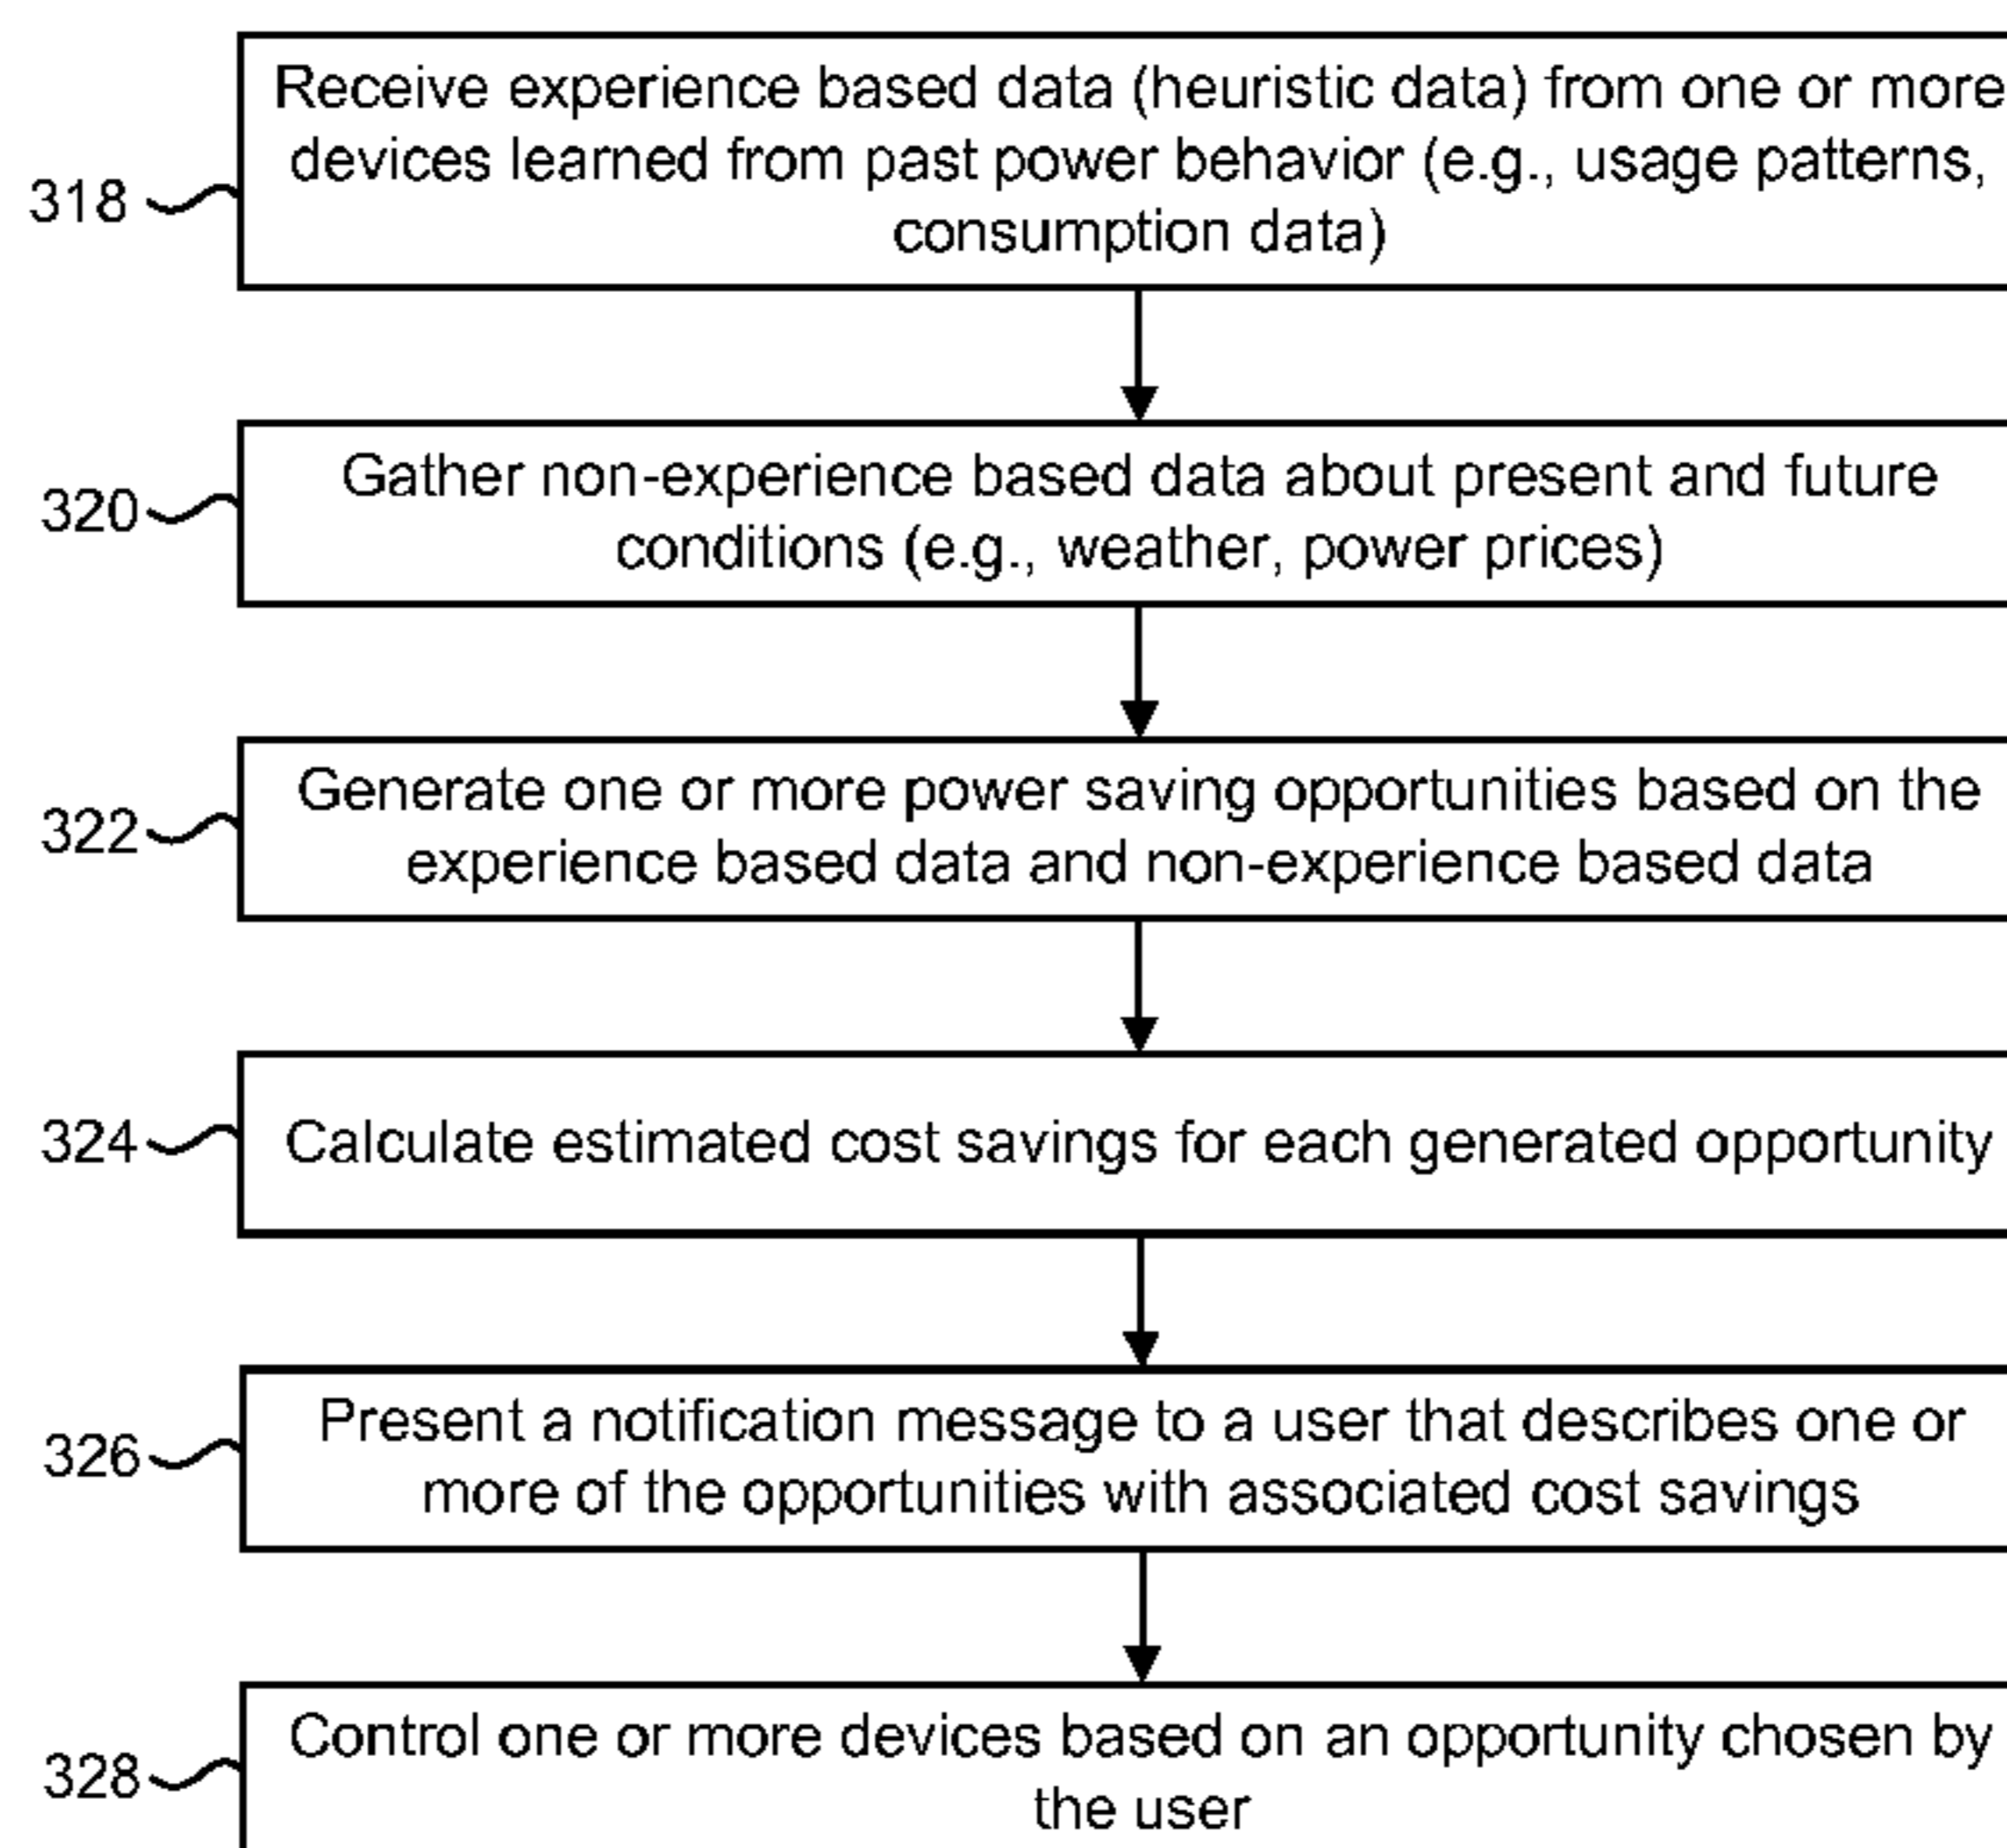 Receive experience based data (heuristic data) from one or more
devices learned from past power behavior (e.g., usage patterns,
consumption data)
318
Gather non-experience based data about present and future
conditions (e.g., weather, power prices)
320
Generate one or more power saving opportunities based on the
experience based data and non-experience based data
322
Calculate estimated cost savings for each generated opportunity
324
Present a notification message to a user that describes one or
more of the opportunities with associated cost savings
326
Control one or more devices based on an opportunity chosen by
the user
328